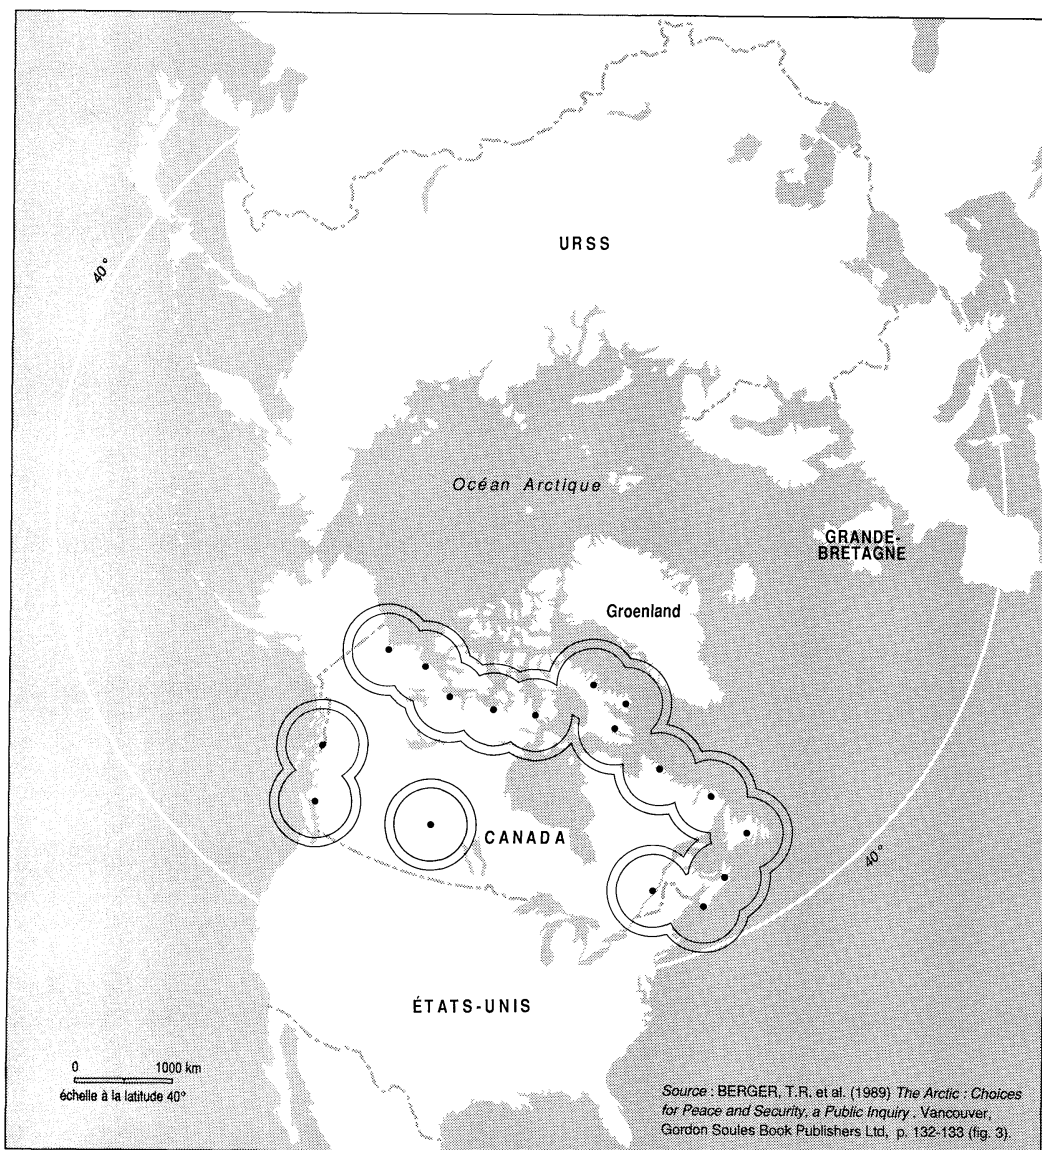 URSS
40°
Océan Arctique
GRANDE-
BRETAGNE
Groenland
CANADA
40°
ÉTATS-UNIS
0 1000 km
échelle à la latitude 40°
Source : BERGER, T.R. et al. (1989) The Arctic : Choices
for Peace and Security, a Public Inquiry . Vancouver,
Gordon Soules Book Publishers Ltd, p. 132-133 (fig. 3).